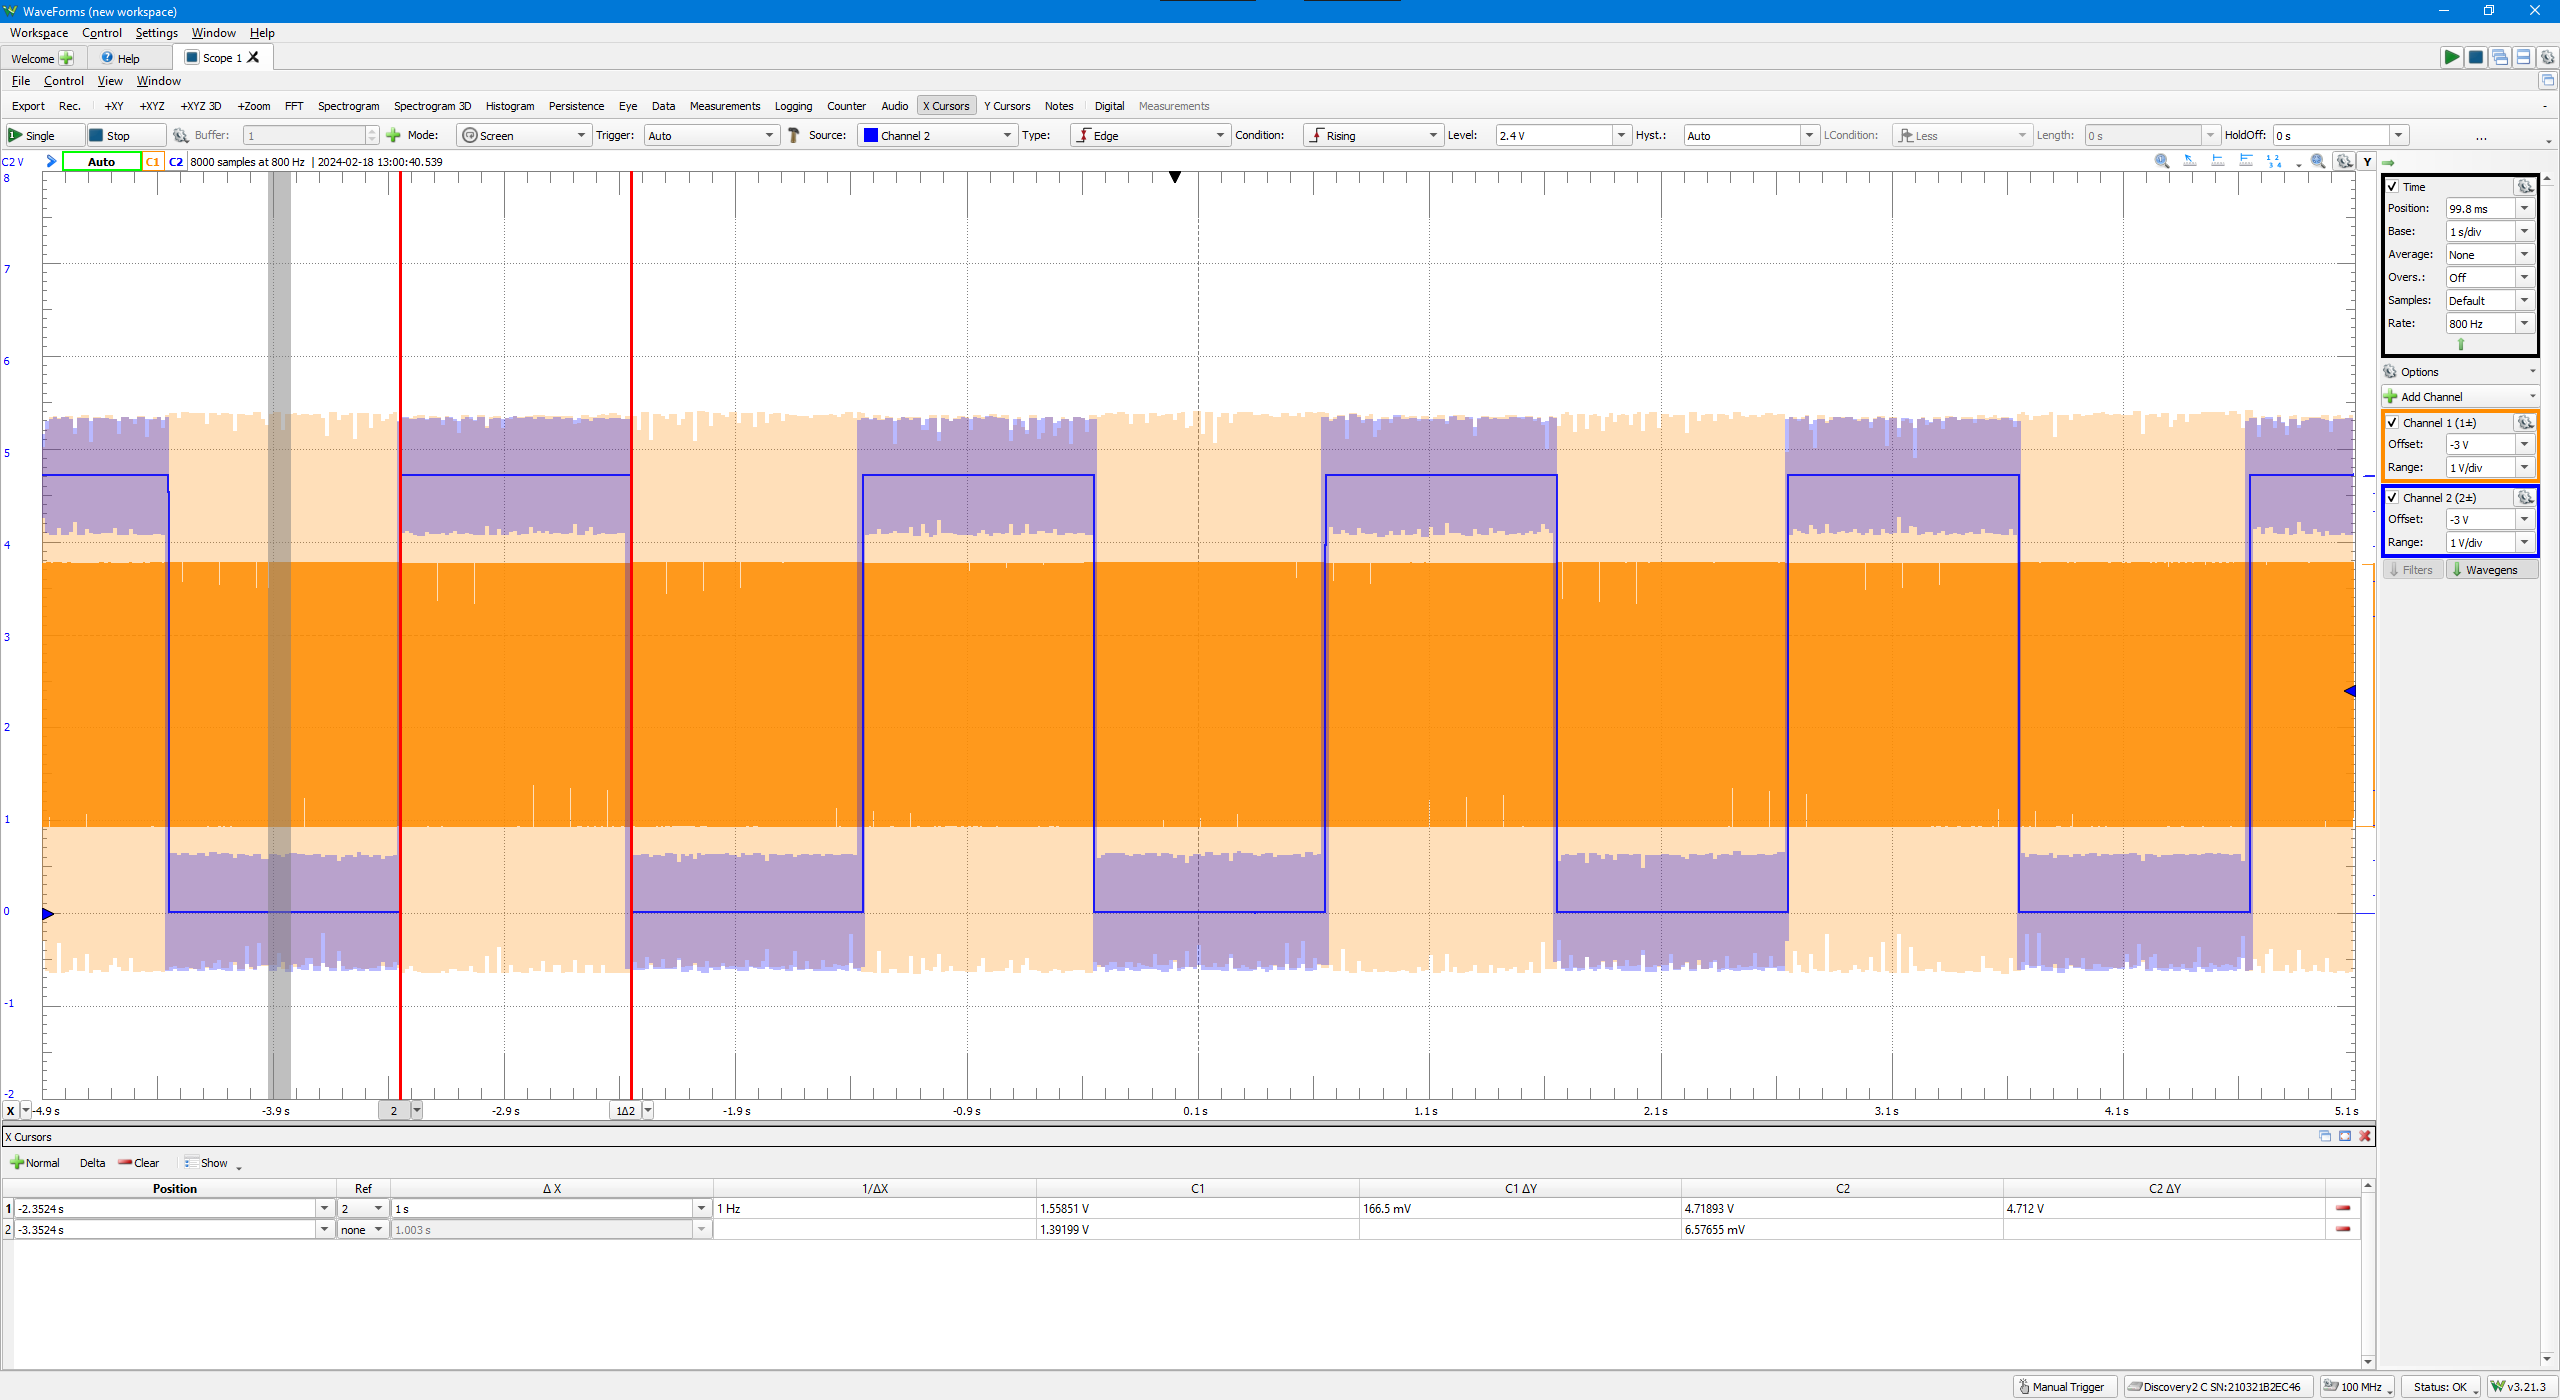 WaveForms (new workspace)
Workspace Control Settings Window Help
Welcome Help Scope 1
File Control View Window
Export Rec. +XY +XYZ +XYZ 3D +Zoom FFT Spectrogram Spectrogram 3D Histogram Persistence Eye Data Measurements Logging Counter Audio X Cursors Y Cursors Notes Digital Measurements
Single Stop Buffer: 1 Mode: Screen Trigger: Auto Source: Channel 2 Type: Edge Condition: Rising Level: 2.4 V Hyst.: Auto LCondition: Less Length: 0 s HoldOff: 0 s ...
C2 V Auto C1 C2 8000 samples at 800 Hz | 2024-02-18 13:00:40.539 Y
8
7
6
5
4
3
2
1
0
-1
-2
X -4.9 s -3.9 s 2 -2.9 s 1Δ2 -1.9 s -0.9 s 0.1 s 1.1 s 2.1 s 3.1 s 4.1 s 5.1 s
Time
Position: 99.8 ms
Base: 1 s/div
Average: None
Overs.: Off
Samples: Default
Rate: 800 Hz
Options
Add Channel
Channel 1 (1±)
Offset: -3 V
Range: 1 V/div
Channel 2 (2±)
Offset: -3 V
Range: 1 V/div
Filters Wavegens
X Cursors
Normal Delta Clear Show
Position Ref Δ X 1/ΔX C1 C1 ΔY C2 C2 ΔY
1 -2.3524 s 2 1 s 1 Hz 1.55851 V 166.5 mV 4.71893 V 4.712 V
2 -3.3524 s none 1.003 s 1.39199 V 6.57655 mV
Manual Trigger Discovery2 C SN:210321B2EC46 100 MHz Status: OK v3.21.3